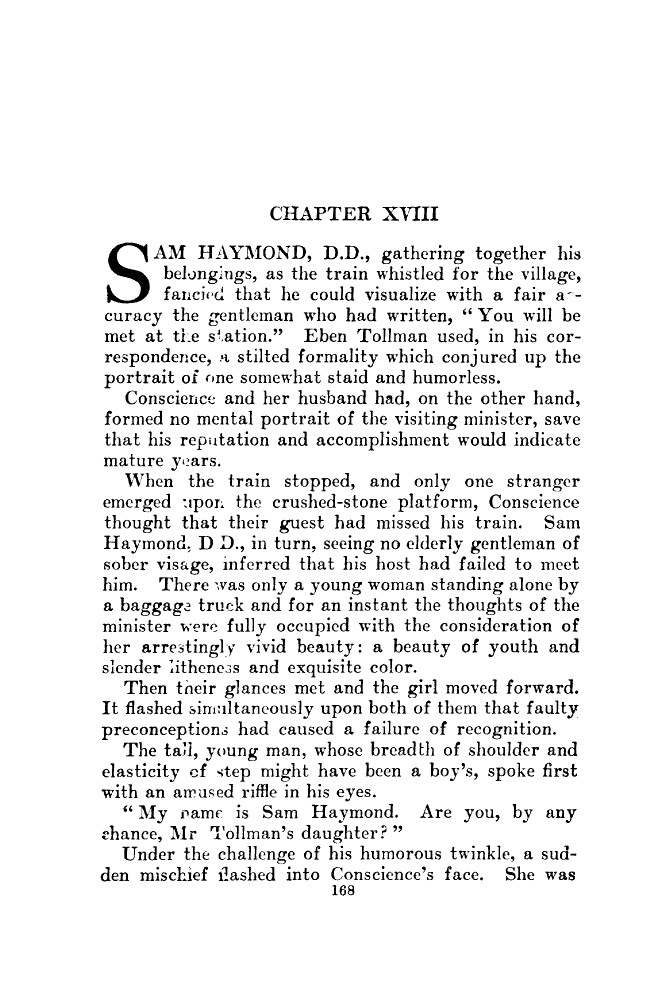 CHAPTER XVIII
SAM HAYMOND, D.D., gathering together his
belongings, as the train whistled for the village,
fancied that he could visualize with a fair ac-
curacy the gentleman who had written, “ You will be
met at the station.” Eben Tollman used, in his cor-
respondence, a stilted formality which conjured up the
portrait of one somewhat staid and humorless.
Conscience and her husband had, on the other hand,
formed no mental portrait of the visiting minister, save
that his reputation and accomplishment would indicate
mature years.
When the train stopped, and only one stranger
emerged upon the crushed-stone platform, Conscience
thought that their guest had missed his train. Sam
Haymond, D D., in turn, seeing no elderly gentleman of
sober visage, inferred that his host had failed to meet
him. There was only a young woman standing alone by
a baggage truck and for an instant the thoughts of the
minister were fully occupied with the consideration of
her arrestingly vivid beauty: a beauty of youth and
slender litheness and exquisite color.
Then their glances met and the girl moved forward.
It flashed simultaneously upon both of them that faulty
preconceptions had caused a failure of recognition.
The tall, young man, whose breadth of shoulder and
elasticity of step might have been a boy’s, spoke first
with an amused riffle in his eyes.
“ My name is Sam Haymond. Are you, by any
chance, Mr Tollman’s daughter? ”
Under the challenge of his humorous twinkle, a sud-
den mischief flashed into Conscience’s face. She was
168